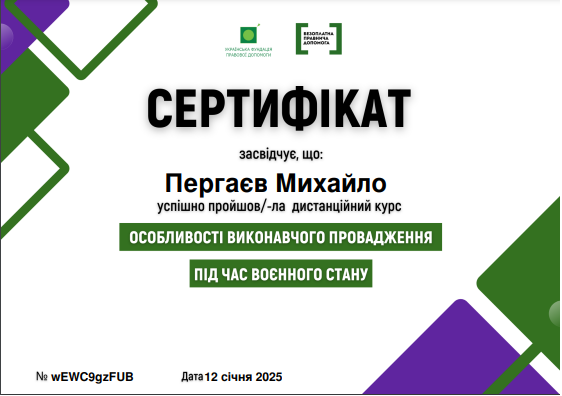 УКРАЇНСЬКА ФУНДАЦІЯ
ПРАВОВОЇ ДОПОМОГИ
БЕЗОПЛАТНА
ПРАВНИЧА
ДОПОМОГА
СЕРТИФІКАТ
засвідчує, що:
Пергаєв Михайло
успішно пройшов/-ла дистанційний курс
ОСОБЛИВОСТІ ВИКОНАВЧОГО ПРОВАДЖЕННЯ
ПІД ЧАС ВОЄННОГО СТАНУ
№ wEWC9gzFUB
Дата 12 січня 2025